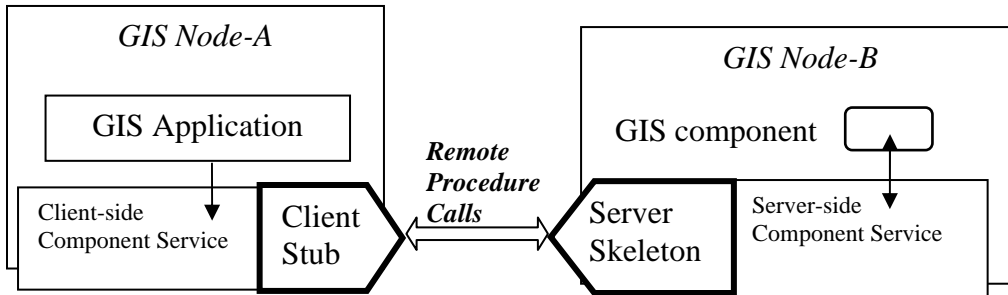 GIS Node-A
GIS Application
Client-side
Component Service
Client
Stub
Remote
Procedure
Calls
GIS Node-B
GIS component
Server
Skeleton
Server-side
Component Service